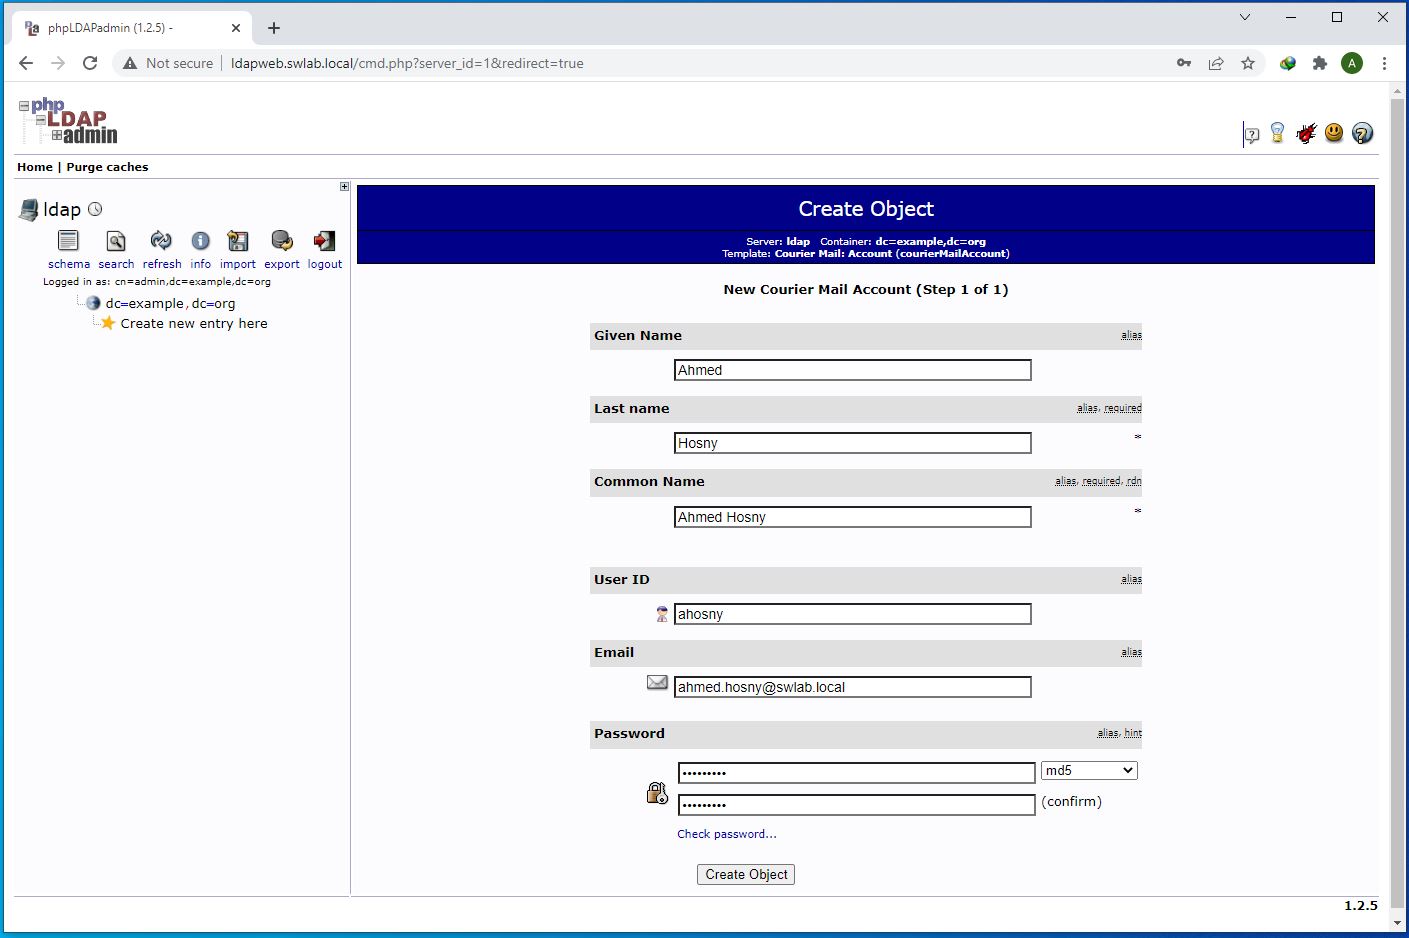 phpLDAPadmin (1.2.5) -
Not secure | ldapweb.swlab.local/cmd.php?server_id=1&redirect=true
A
php
LDAP
admin
Home | Purge caches
ldap
schema search refresh info import export logout
Logged in as: cn=admin,dc=example,dc=org
dc=example,dc=org
Create new entry here
Create Object
Server: ldap Container: dc=example,dc=org
Template: Courier Mail: Account (courierMailAccount)
New Courier Mail Account (Step 1 of 1)
Given Name alias
Ahmed
Last name alias, required
Hosny *
Common Name alias, required, rdn
Ahmed Hosny *
User ID alias
ahosny
Email alias
ahmed.hosny@swlab.local
Password alias, hint
••••••••• md5
••••••••• (confirm)
Check password...
Create Object
1.2.5